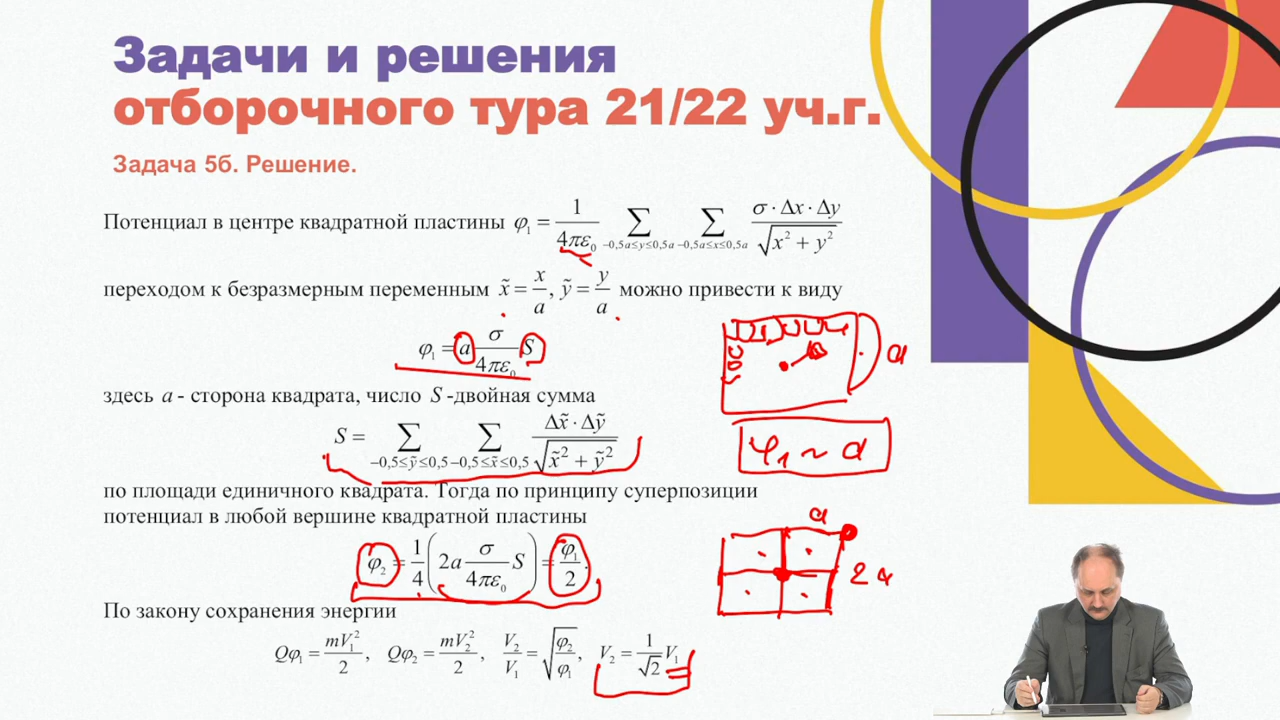 Задачи и решения
отборочного тура 21/22 уч.г.
Задача 5б. Решение.
Потенциал в центре квадратной пластины φ₁ = 1/(4πε₀) ∑_{−0,5a≤y≤0,5a} ∑_{−0,5a≤x≤0,5a} (σ·Δx·Δy)/√(x² + y²)
переходом к безразмерным переменным x̃ = x/a, ỹ = y/a можно привести к виду
φ₁ = a σ/(4πε₀) S
a
здесь a - сторона квадрата, число S -двойная сумма
S = ∑_{−0,5≤ỹ≤0,5} ∑_{−0,5≤x̃≤0,5} (Δx̃·Δỹ)/√(x̃² + ỹ²)
φ₁ ~ a
по площади единичного квадрата. Тогда по принципу суперпозиции
потенциал в любой вершине квадратной пластины
a
φ₂ = 1/4 (2a σ/(4πε₀) S) = φ₁/2.
2a
По закону сохранения энергии
Qφ₁ = mV₁²/2, Qφ₂ = mV₂²/2, V₂/V₁ = √(φ₂/φ₁), V₂ = 1/√2 V₁